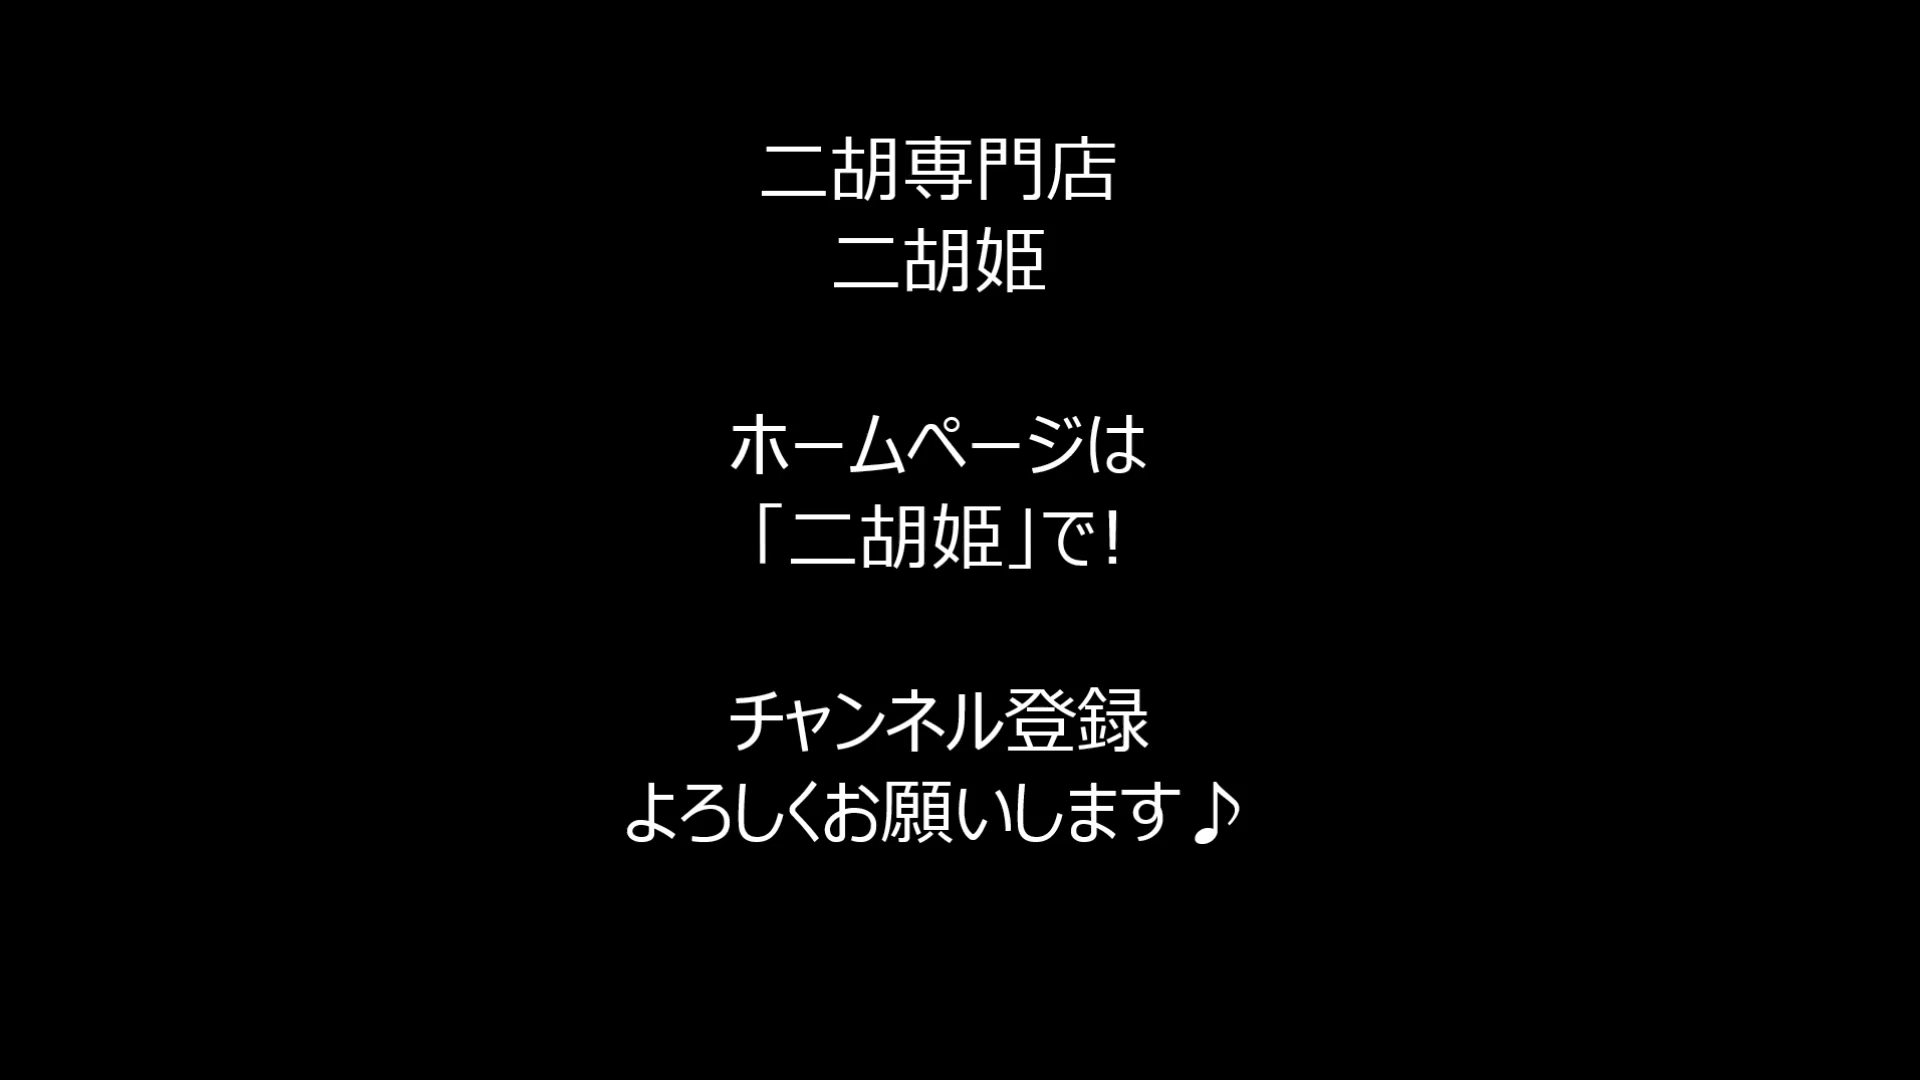 二胡専門店
二胡姫
ホームページは
「二胡姫」で!
チャンネル登録
よろしくお願いします♪